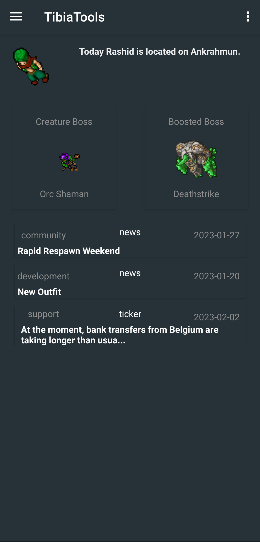 TibiaTools
Today Rashid is located on Ankrahmun.
Creature Boss
Boosted Boss
Orc Shaman
Deathstrike
community news 2023-01-27
Rapid Respawn Weekend
development news 2023-01-20
New Outfit
support ticker 2023-02-02
At the moment, bank transfers from Belgium are
taking longer than usua...